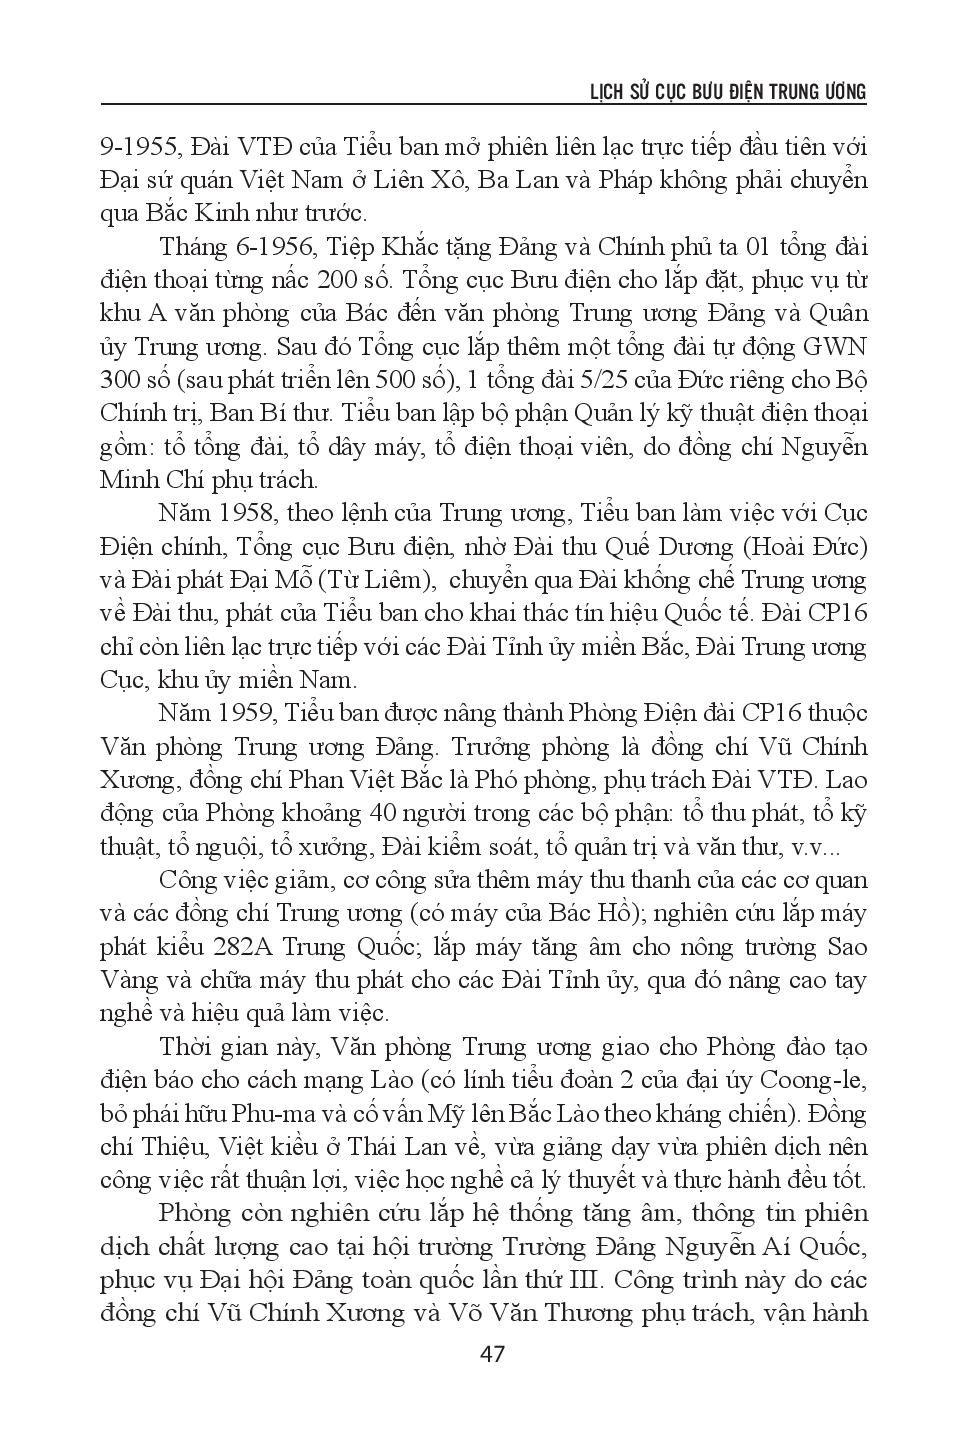 LỊCH SỬ CỤC BƯU ĐIỆN TRUNG ƯƠNG
9-1955, Đài VTĐ của Tiểu ban mở phiên liên lạc trực tiếp đầu tiên với
Đại sứ quán Việt Nam ở Liên Xô, Ba Lan và Pháp không phải chuyển
qua Bắc Kinh như trước.
Tháng 6-1956, Tiệp Khắc tặng Đảng và Chính phủ ta 01 tổng đài
điện thoại từng nấc 200 số. Tổng cục Bưu điện cho lắp đặt, phục vụ từ
khu A văn phòng của Bác đến văn phòng Trung ương Đảng và Quân
ủy Trung ương. Sau đó Tổng cục lắp thêm một tổng đài tự động GWN
300 số (sau phát triển lên 500 số), 1 tổng đài 5/25 của Đức riêng cho Bộ
Chính trị, Ban Bí thư. Tiểu ban lập bộ phận Quản lý kỹ thuật điện thoại
gồm: tổ tổng đài, tổ dây máy, tổ điện thoại viên, do đồng chí Nguyễn
Minh Chí phụ trách.
Năm 1958, theo lệnh của Trung ương, Tiểu ban làm việc với Cục
Điện chính, Tổng cục Bưu điện, nhờ Đài thu Quế Dương (Hoài Đức)
và Đài phát Đại Mỗ (Từ Liêm), chuyển qua Đài khống chế Trung ương
về Đài thu, phát của Tiểu ban cho khai thác tín hiệu Quốc tế. Đài CP16
chỉ còn liên lạc trực tiếp với các Đài Tỉnh ủy miền Bắc, Đài Trung ương
Cục, khu ủy miền Nam.
Năm 1959, Tiểu ban được nâng thành Phòng Điện đài CP16 thuộc
Văn phòng Trung ương Đảng. Trưởng phòng là đồng chí Vũ Chính
Xương, đồng chí Phan Việt Bắc là Phó phòng, phụ trách Đài VTĐ. Lao
động của Phòng khoảng 40 người trong các bộ phận: tổ thu phát, tổ kỹ
thuật, tổ nguội, tổ xưởng, Đài kiểm soát, tổ quản trị và văn thư, v.v...
Công việc giảm, cơ công sửa thêm máy thu thanh của các cơ quan
và các đồng chí Trung ương (có máy của Bác Hồ); nghiên cứu lắp máy
phát kiểu 282A Trung Quốc; lắp máy tăng âm cho nông trường Sao
Vàng và chữa máy thu phát cho các Đài Tỉnh ủy, qua đó nâng cao tay
nghề và hiệu quả làm việc.
Thời gian này, Văn phòng Trung ương giao cho Phòng đào tạo
điện báo cho cách mạng Lào (có lính tiểu đoàn 2 của đại úy Coong-le,
bỏ phái hữu Phu-ma và cố vấn Mỹ lên Bắc Lào theo kháng chiến). Đồng
chí Thiệu, Việt kiều ở Thái Lan về, vừa giảng dạy vừa phiên dịch nên
công việc rất thuận lợi, việc học nghề cả lý thuyết và thực hành đều tốt.
Phòng còn nghiên cứu lắp hệ thống tăng âm, thông tin phiên
dịch chất lượng cao tại hội trường Trường Đảng Nguyễn Aí Quốc,
phục vụ Đại hội Đảng toàn quốc lần thứ III. Công trình này do các
đồng chí Vũ Chính Xương và Võ Văn Thương phụ trách, vận hành
47